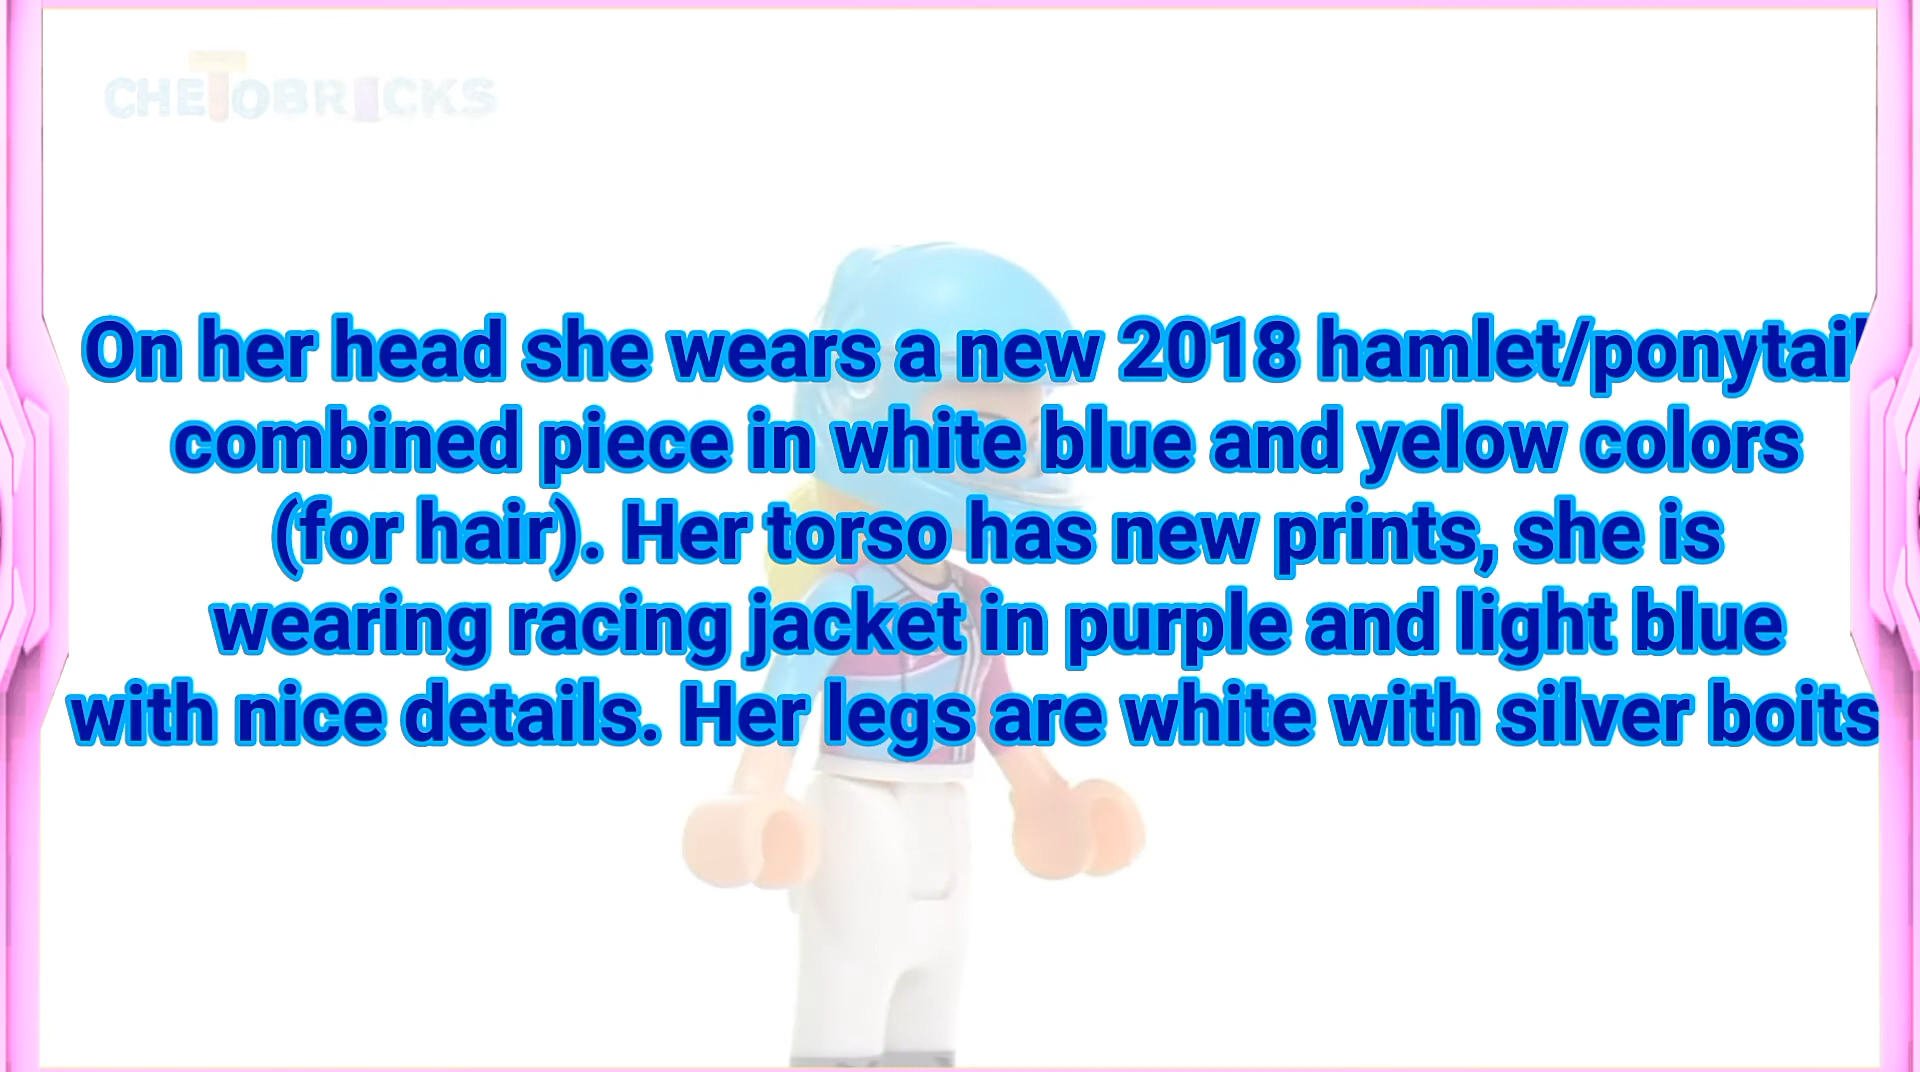 CHETOBRICKS
On her head she wears a new 2018 hamlet/ponytail
combined piece in white blue and yelow colors
(for hair). Her torso has new prints, she is
wearing racing jacket in purple and light blue
with nice details. Her legs are white with silver boits